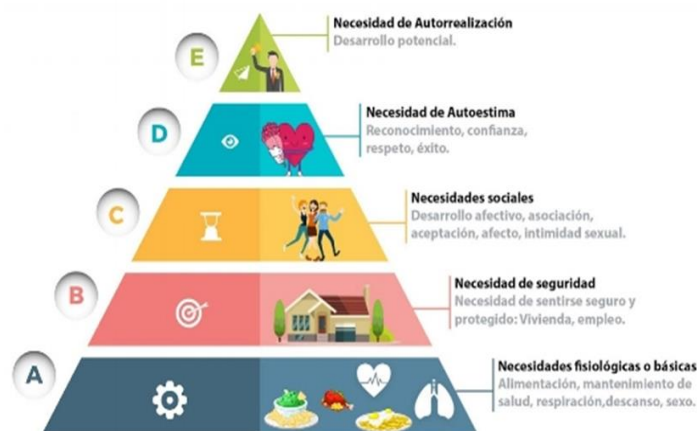 E
Necesidad de Autorrealización
Desarrollo potencial.
D
Necesidad de Autoestima
Reconocimiento, confianza,
respeto, éxito.
C
Necesidades sociales
Desarrollo afectivo, asociación,
aceptación, afecto, intimidad sexual.
B
Necesidad de seguridad
Necesidad de sentirse seguro y
protegido: Vivienda, empleo.
A
Necesidades fisiológicas o básicas
Alimentación, mantenimiento de
salud, respiración,descanso, sexo.